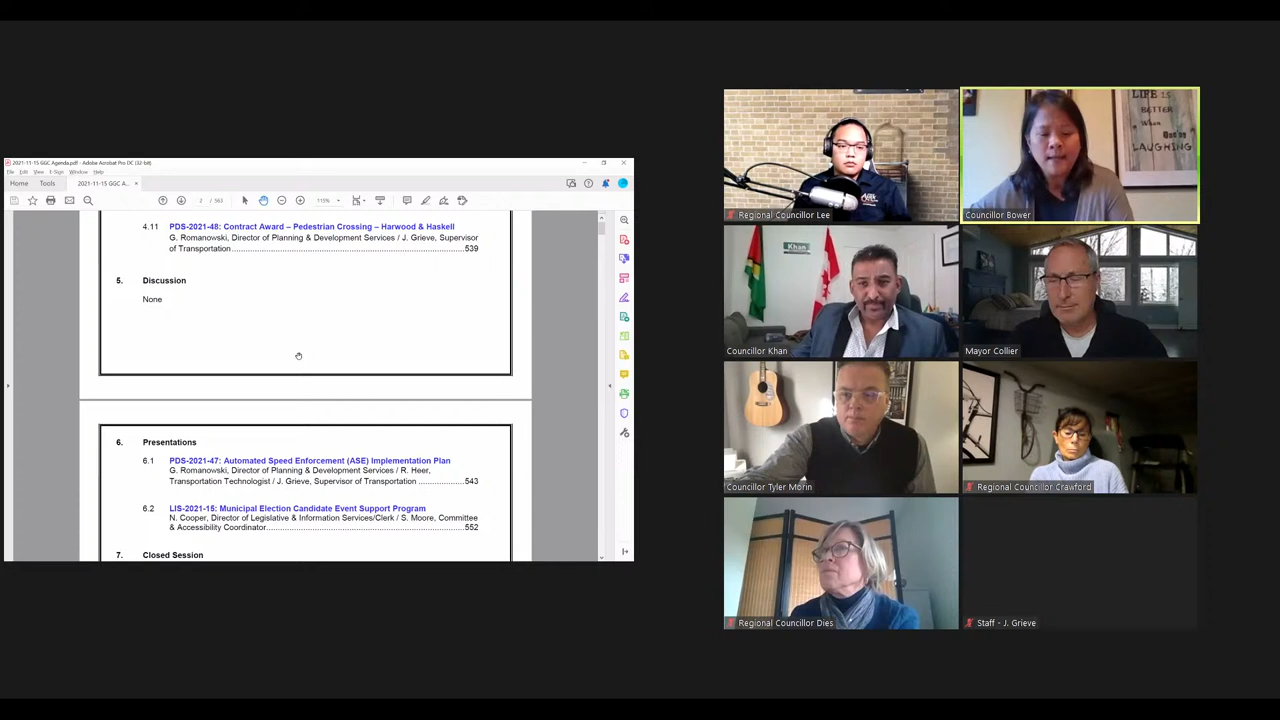 2021-11-15 GGC Agenda.pdf - Adobe Acrobat Pro DC (32-bit)
File Edit View E-Sign Window Help
Home Tools 2021-11-15 GGC A... ×
2 / 563 115%
4.11 PDS-2021-48: Contract Award – Pedestrian Crossing – Harwood & Haskell
G. Romanowski, Director of Planning & Development Services / J. Grieve, Supervisor
of Transportation ... 539
5. Discussion
None
6. Presentations
6.1 PDS-2021-47: Automated Speed Enforcement (ASE) Implementation Plan
G. Romanowski, Director of Planning & Development Services / R. Heer,
Transportation Technologist / J. Grieve, Supervisor of Transportation ... 543
6.2 LIS-2021-15: Municipal Election Candidate Event Support Program
N. Cooper, Director of Legislative & Information Services/Clerk / S. Moore, Committee
& Accessibility Coordinator ... 552
7. Closed Session
Regional Councillor Lee
LIFE is
BETTER
When
you're
LAUGHING
Councillor Bower
Khan
Councillor Khan
Mayor Collier
Councillor Tyler Morin
Regional Councillor Crawford
Regional Councillor Dies
Staff - J. Grieve